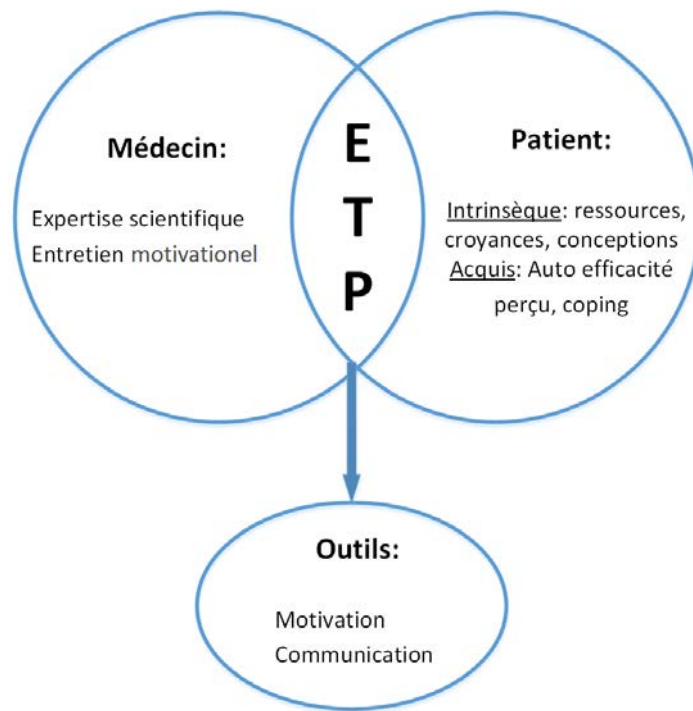 Médecin:
Expertise scientifique
Entretien motivationel
E
T
P
Patient:
Intrinsèque: ressources,
croyances, conceptions
Acquis: Auto efficacité
perçu, coping
Outils:
Motivation
Communication